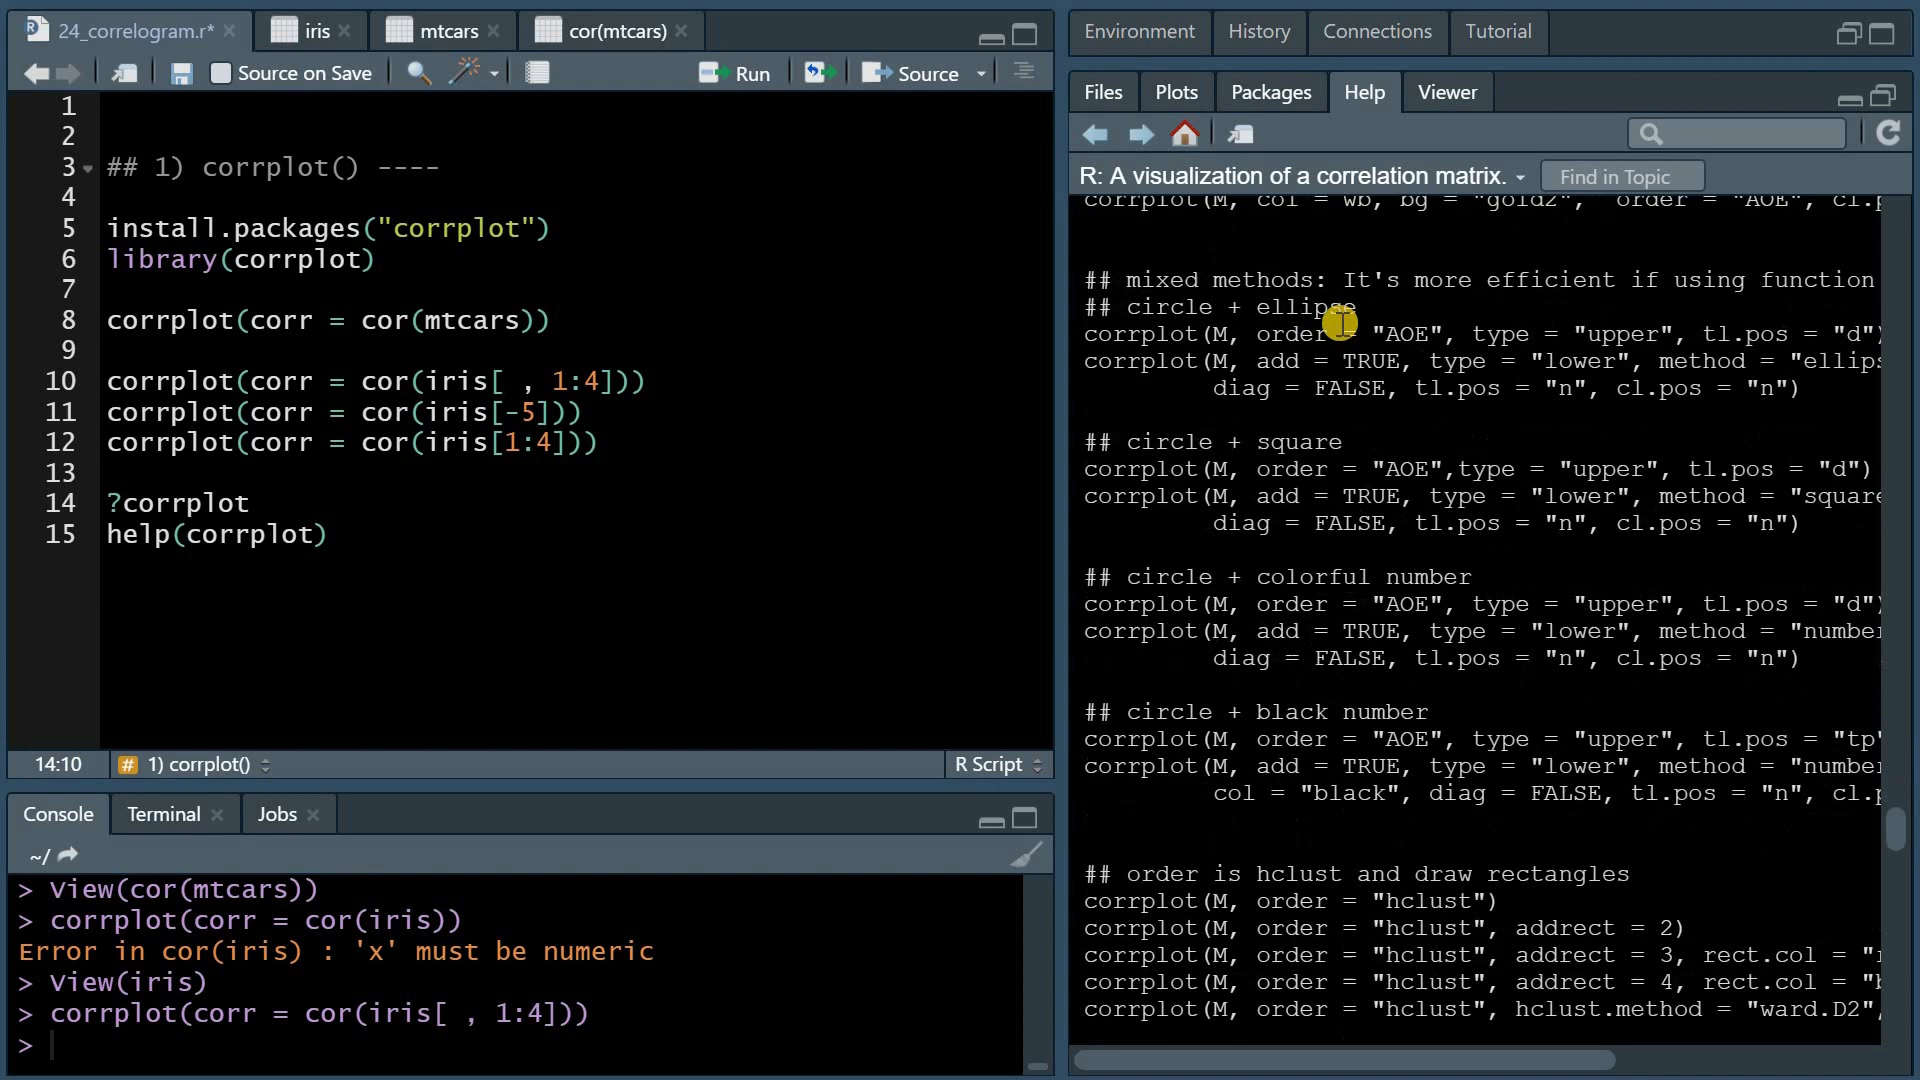 24_correlogram.r*
iris
mtcars
cor(mtcars)
Source on Save
Run
Source
1
2
3 ## 1) corrplot() ----
4
5 install.packages("corrplot")
6 library(corrplot)
7
8 corrplot(corr = cor(mtcars))
9
10 corrplot(corr = cor(iris[ , 1:4]))
11 corrplot(corr = cor(iris[-5]))
12 corrplot(corr = cor(iris[1:4]))
13
14 ?corrplot
15 help(corrplot)
14:10
# 1) corrplot()
R Script
Console
Terminal
Jobs
~/
> View(cor(mtcars))
> corrplot(corr = cor(iris))
Error in cor(iris) : 'x' must be numeric
> View(iris)
> corrplot(corr = cor(iris[ , 1:4]))
>
Environment
History
Connections
Tutorial
Files
Plots
Packages
Help
Viewer
R: A visualization of a correlation matrix.
Find in Topic
corrplot(M, col = wb, bg = "gold2", order = "AOE", cl.p
## mixed methods: It's more efficient if using function
## circle + ellipse
corrplot(M, order = "AOE", type = "upper", tl.pos = "d")
corrplot(M, add = TRUE, type = "lower", method = "ellips
diag = FALSE, tl.pos = "n", cl.pos = "n")
## circle + square
corrplot(M, order = "AOE",type = "upper", tl.pos = "d")
corrplot(M, add = TRUE, type = "lower", method = "square
diag = FALSE, tl.pos = "n", cl.pos = "n")
## circle + colorful number
corrplot(M, order = "AOE", type = "upper", tl.pos = "d")
corrplot(M, add = TRUE, type = "lower", method = "number
diag = FALSE, tl.pos = "n", cl.pos = "n")
## circle + black number
corrplot(M, order = "AOE", type = "upper", tl.pos = "tp"
corrplot(M, add = TRUE, type = "lower", method = "number
col = "black", diag = FALSE, tl.pos = "n", cl.p
## order is hclust and draw rectangles
corrplot(M, order = "hclust")
corrplot(M, order = "hclust", addrect = 2)
corrplot(M, order = "hclust", addrect = 3, rect.col = "r
corrplot(M, order = "hclust", addrect = 4, rect.col = "b
corrplot(M, order = "hclust", hclust.method = "ward.D2",